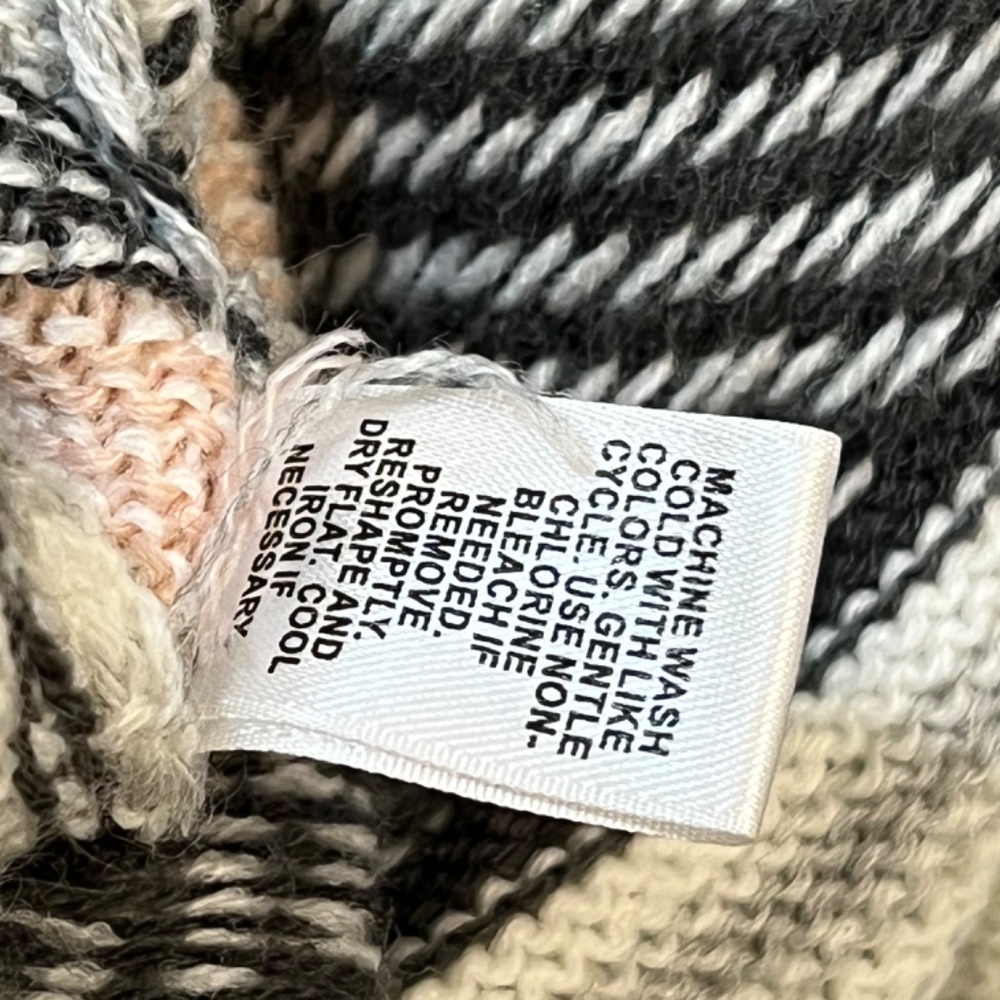 MACHINE WASH
COLD WITH LIKE
COLORS. GENTLE
CYCLE. USE NON-
CHLORINE
BLEACH IF
NEEDED.
REMOVE.
PROMPTLY.
RESHAPE AND
DRY FLAT. COOL
IRON IF
NECESSARY